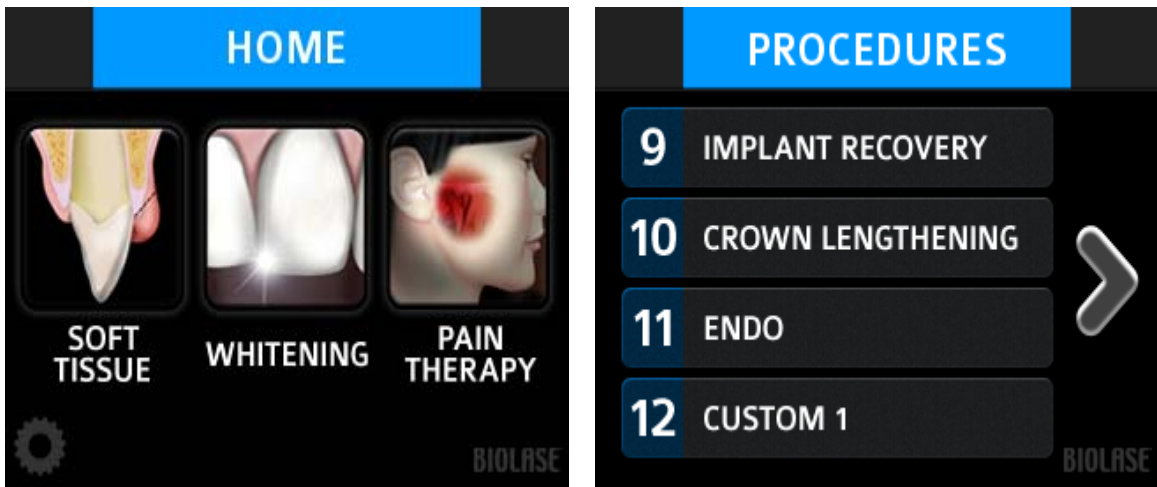 HOME
SOFT
TISSUE
WHITENING
PAIN
THERAPY
BIOLASE
PROCEDURES
9 IMPLANT RECOVERY
10 CROWN LENGTHENING
11 ENDO
12 CUSTOM 1
BIOLASE